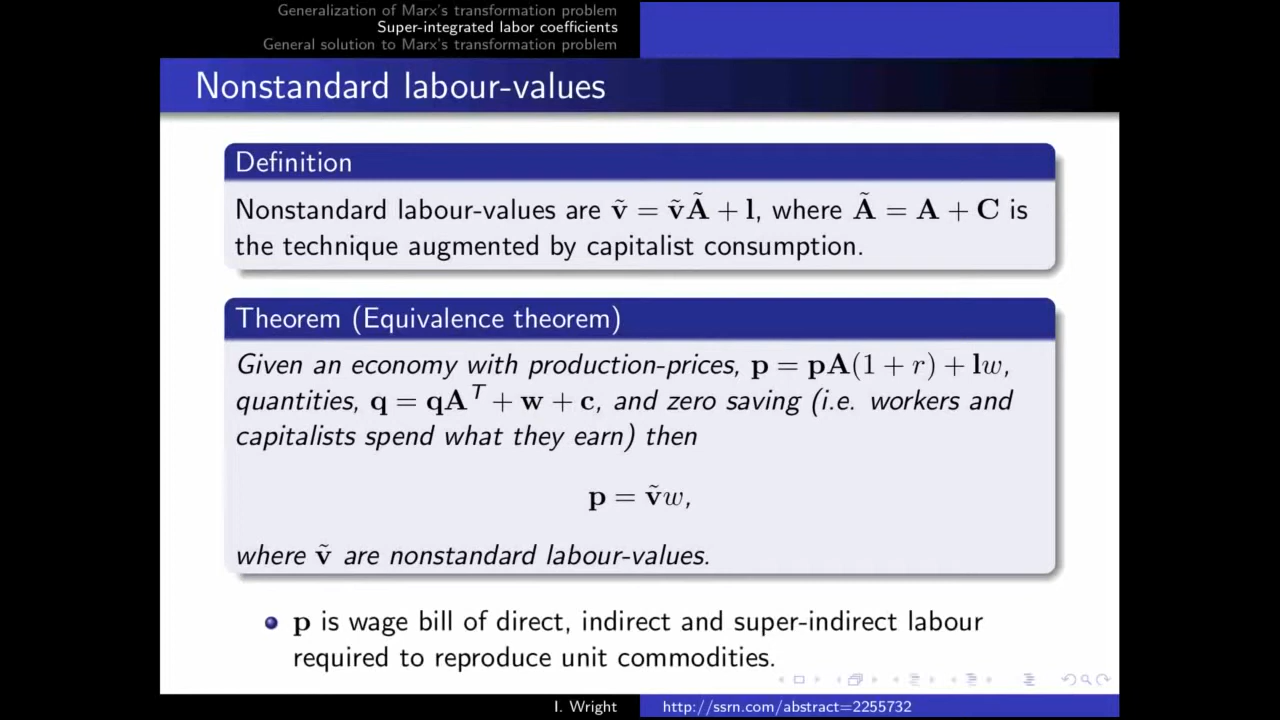 Generalization of Marx's transformation problem
Super-integrated labor coefficients
General solution to Marx's transformation problem
Nonstandard labour-values
Definition
Nonstandard labour-values are ṽ = ṽÃ + l, where Ã = A + C is
the technique augmented by capitalist consumption.
Theorem (Equivalence theorem)
Given an economy with production-prices, p = pA(1 + r) + lw,
quantities, q = qAᵀ + w + c, and zero saving (i.e. workers and
capitalists spend what they earn) then
p = ṽw,
where ṽ are nonstandard labour-values.
p is wage bill of direct, indirect and super-indirect labour
required to reproduce unit commodities.
I. Wright http://ssrn.com/abstract=2255732